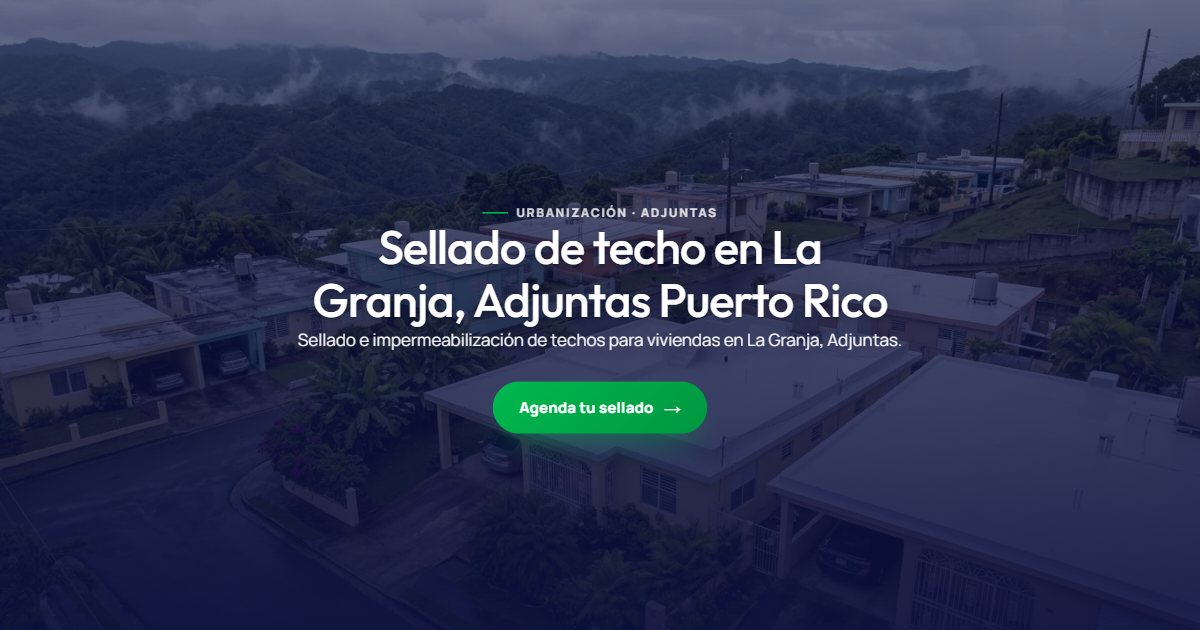 URBANIZACIÓN · ADJUNTAS
Sellado de techo en La
Granja, Adjuntas Puerto Rico
Sellado e impermeabilización de techos para viviendas en La Granja, Adjuntas.
Agenda tu sellado →